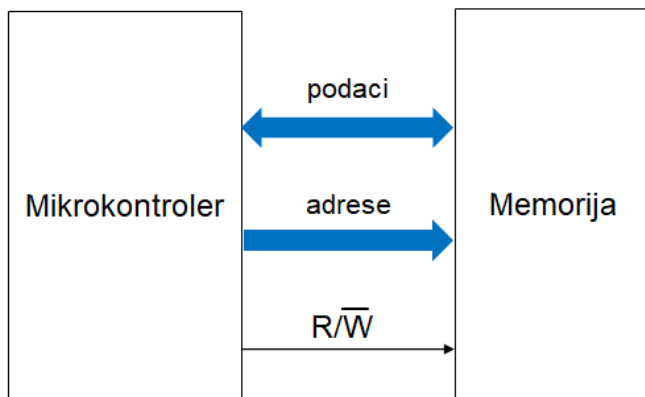 podaci
Mikrokontroler
adrese
Memorija
R/W̅